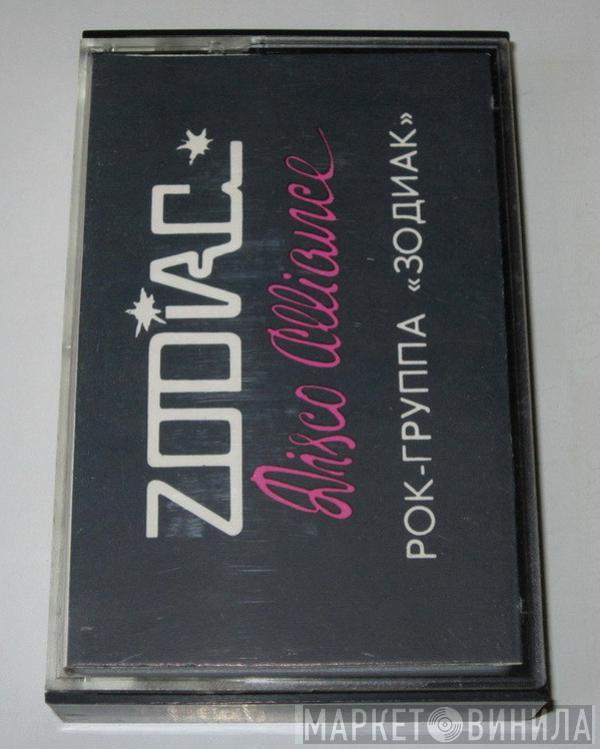 ZODIAC
Disco Alliance
РОК-ГРУППА «ЗОДИАК»
МАРКЕТ ВИНИЛА